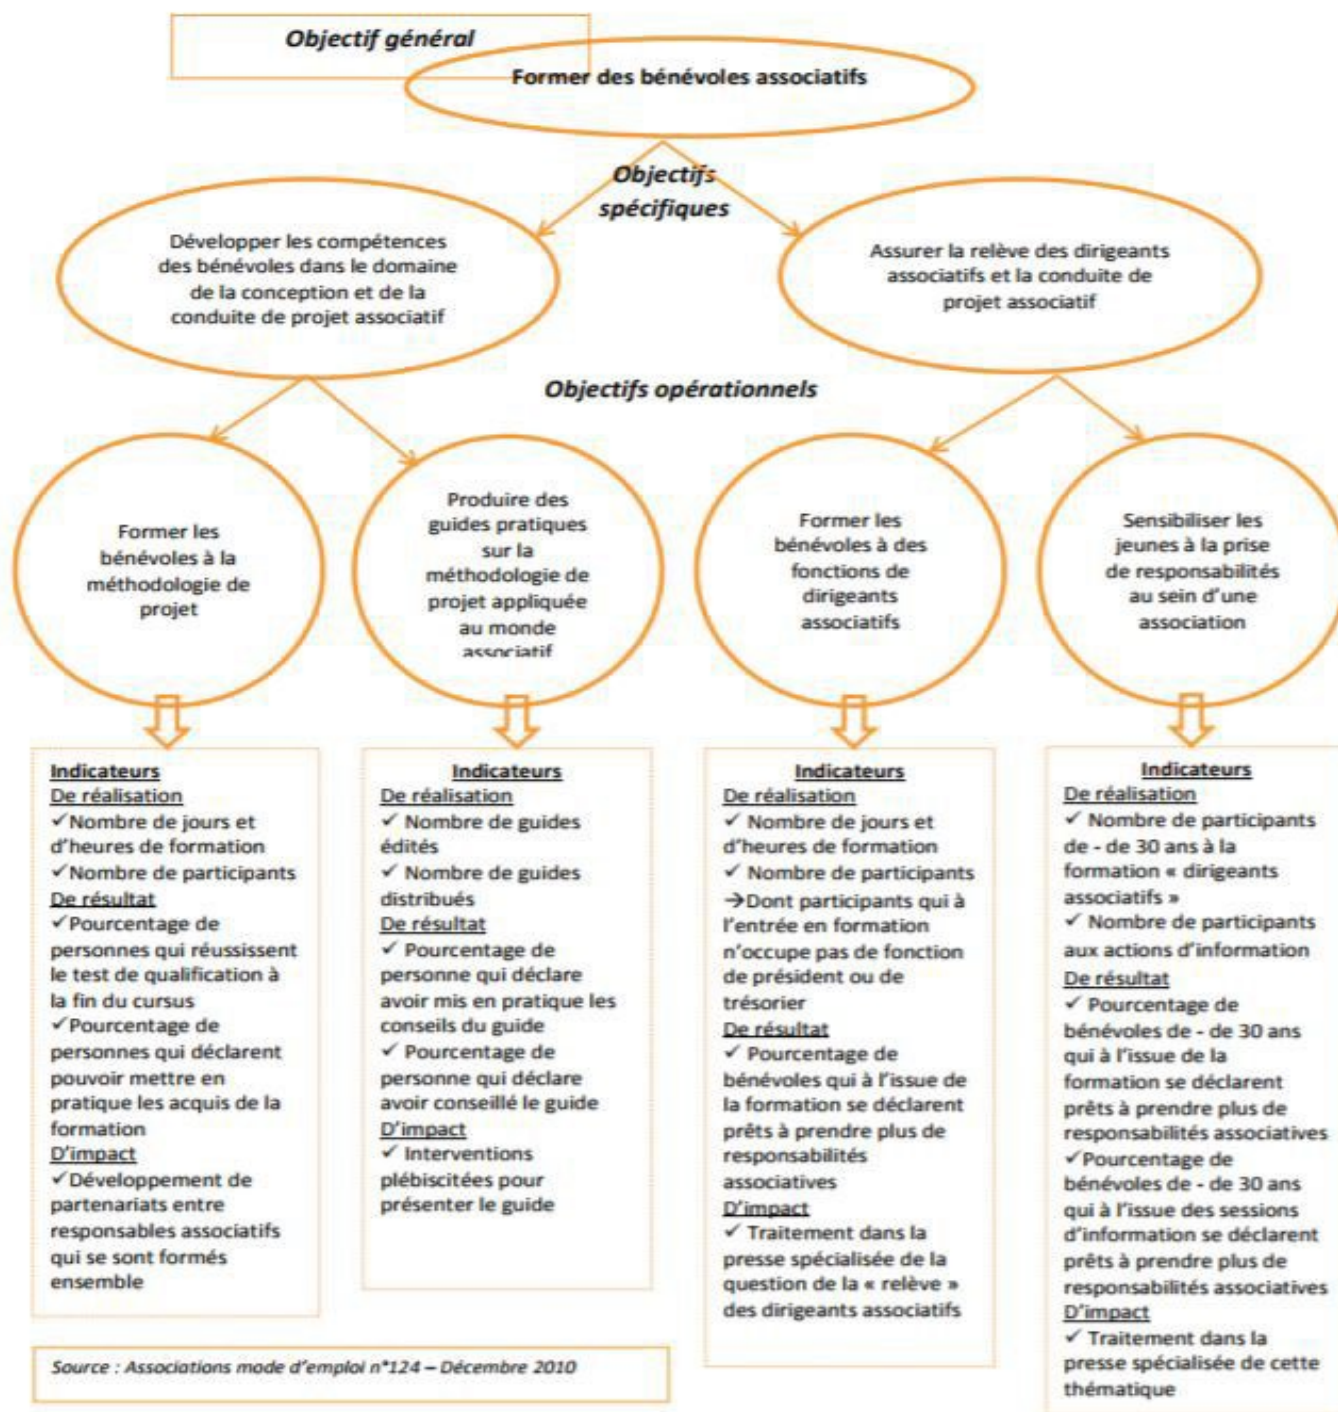 Objectif général
Former des bénévoles associatifs
Objectifs
spécifiques
Développer les compétences
des bénévoles dans le domaine
de la conception et de la
conduite de projet associatif
Assurer la relève des dirigeants
associatifs et la conduite de
projet associatif
Objectifs opérationnels
Former les
bénévoles à la
méthodologie de
projet
Produire des
guides pratiques
sur la
méthodologie de
projet appliquée
au monde
associatif
Former les
bénévoles à des
fonctions de
dirigeants
associatifs
Sensibiliser les
jeunes à la prise
de responsabilités
au sein d'une
association
Indicateurs
De réalisation
✓Nombre de jours et
d'heures de formation
✓Nombre de participants
De résultat
✓Pourcentage de
personnes qui réussissent
le test de qualification à
la fin du cursus
✓Pourcentage de
personnes qui déclarent
pouvoir mettre en
pratique les acquis de la
formation
D'impact
✓Développement de
partenariats entre
responsables associatifs
qui se sont formés
ensemble
Indicateurs
De réalisation
✓ Nombre de guides
édités
✓ Nombre de guides
distribués
De résultat
✓ Pourcentage de
personne qui déclare
avoir mis en pratique les
conseils du guide
✓ Pourcentage de
personne qui déclare
avoir conseillé le guide
D'impact
✓ Interventions
plébiscitées pour
présenter le guide
Indicateurs
De réalisation
✓ Nombre de jours et
d'heures de formation
✓ Nombre de participants
→Dont participants qui à
l'entrée en formation
n'occupe pas de fonction
de président ou de
trésorier
De résultat
✓ Pourcentage de
bénévoles qui à l'issue de
la formation se déclarent
prêts à prendre plus de
responsabilités
associatives
D'impact
✓ Traitement dans la
presse spécialisée de la
question de la « relève »
des dirigeants associatifs
Indicateurs
De réalisation
✓ Nombre de participants
de - de 30 ans à la
formation « dirigeants
associatifs »
✓ Nombre de participants
aux actions d'information
De résultat
✓ Pourcentage de
bénévoles de - de 30 ans
qui à l'issue de la
formation se déclarent
prêts à prendre plus de
responsabilités associatives
✓Pourcentage de
bénévoles de - de 30 ans
qui à l'issue des sessions
d'information se déclarent
prêts à prendre plus de
responsabilités associatives
D'impact
✓ Traitement dans la
presse spécialisée de cette
thématique
Source : Associations mode d'emploi n°124 – Décembre 2010